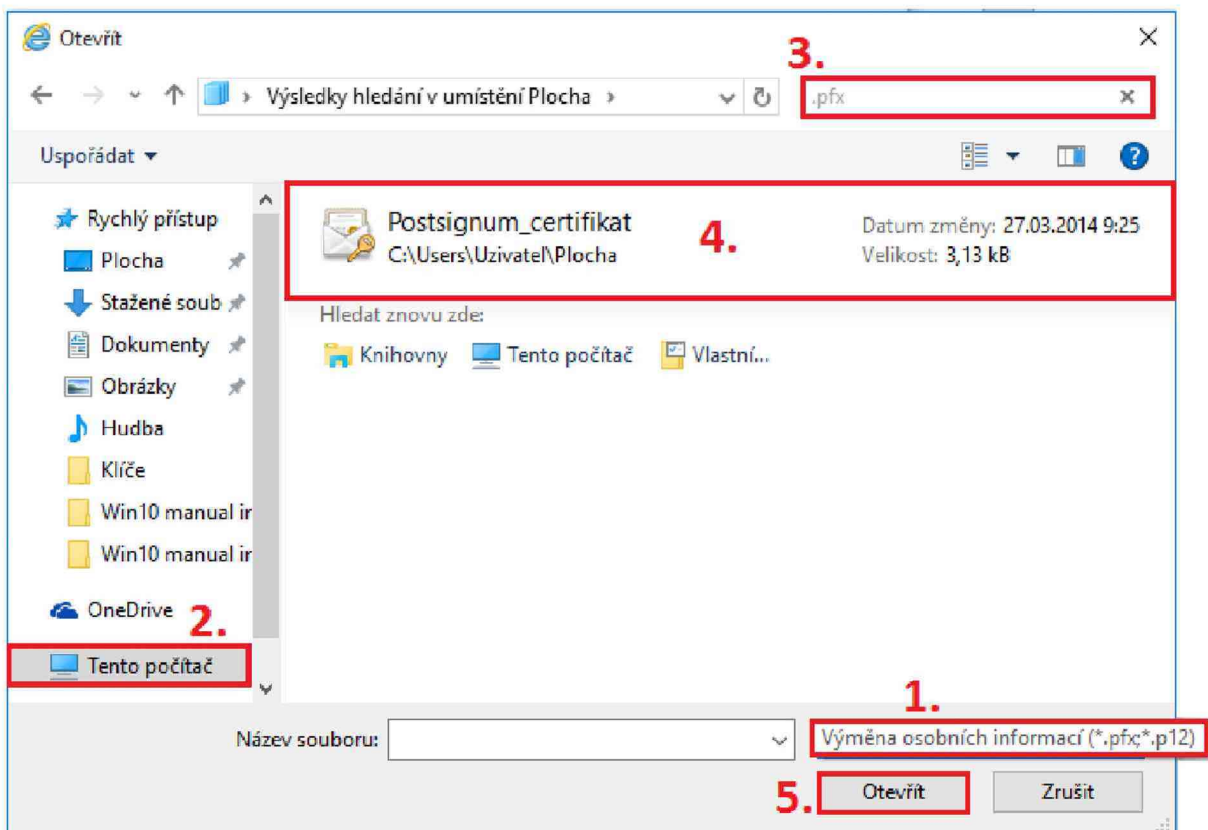 Otevřít
3.
Výsledky hledání v umístění Plocha
.pfx
Uspořádat
Rychlý přístup
Plocha
Stažené soub
Dokumenty
Obrázky
Hudba
Klíče
Win10 manual ir
Win10 manual ir
OneDrive
2.
Tento počítač
Postsignum_certifikat
C:\Users\Uzivatel\Plocha
4.
Datum změny: 27.03.2014 9:25
Velikost: 3,13 kB
Hledat znovu zde:
Knihovny Tento počítač Vlastní...
1.
Název souboru:
Výměna osobních informací (*.pfx;*.p12)
5.
Otevřít Zrušit